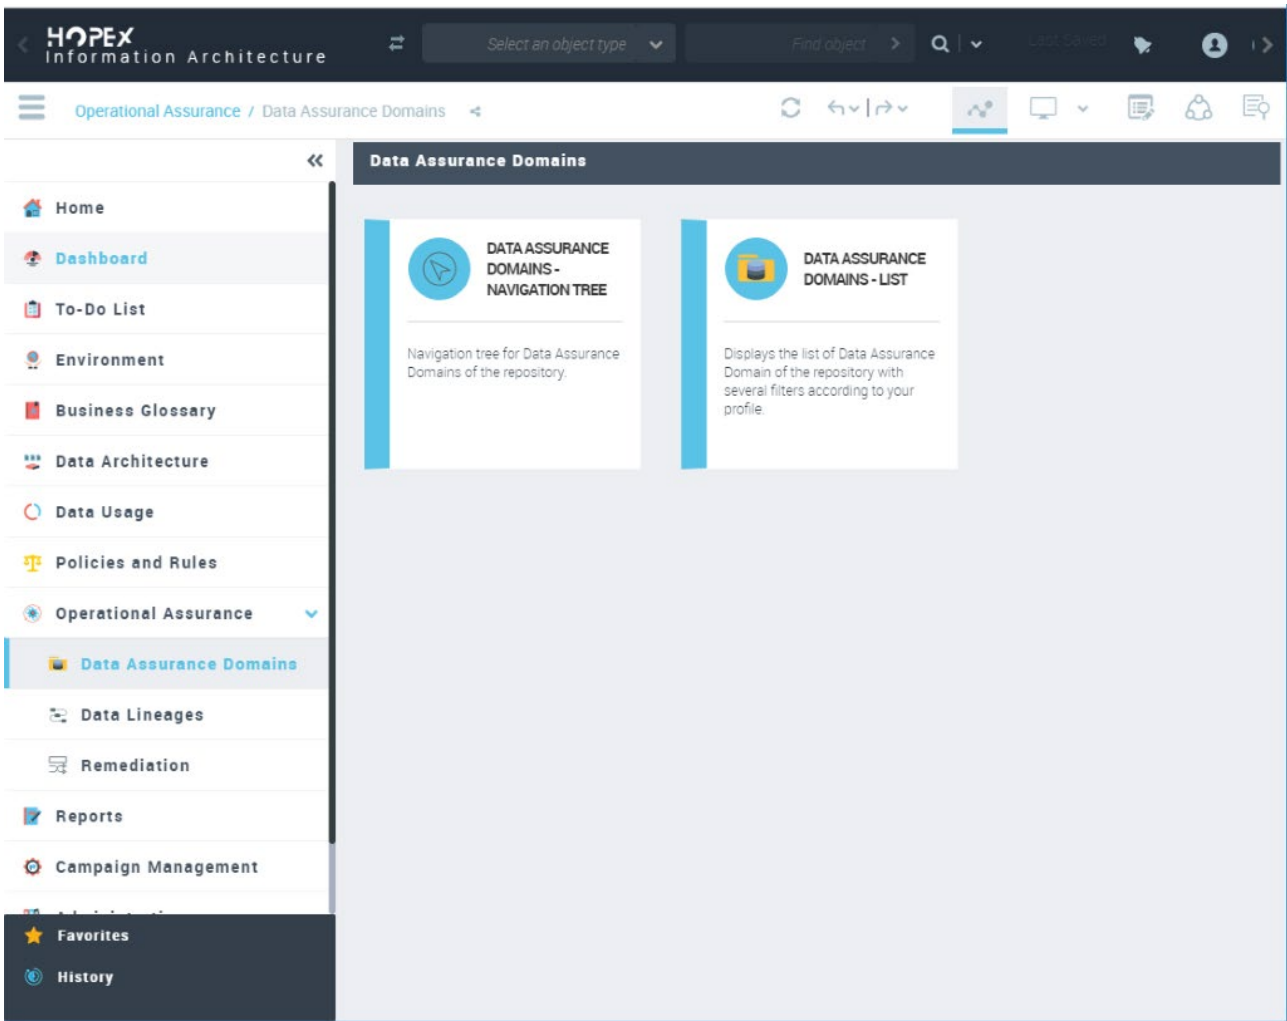 HOPEX
Information Architecture
Select an object type
Find object
Last Saved
Operational Assurance / Data Assurance Domains
Data Assurance Domains
Home
Dashboard
To-Do List
Environment
Business Glossary
Data Architecture
Data Usage
Policies and Rules
Operational Assurance
Data Assurance Domains
Data Lineages
Remediation
Reports
Campaign Management
Favorites
History
DATA ASSURANCE
DOMAINS -
NAVIGATION TREE
Navigation tree for Data Assurance
Domains of the repository.
DATA ASSURANCE
DOMAINS - LIST
Displays the list of Data Assurance
Domain of the repository with
several filters according to your
profile.